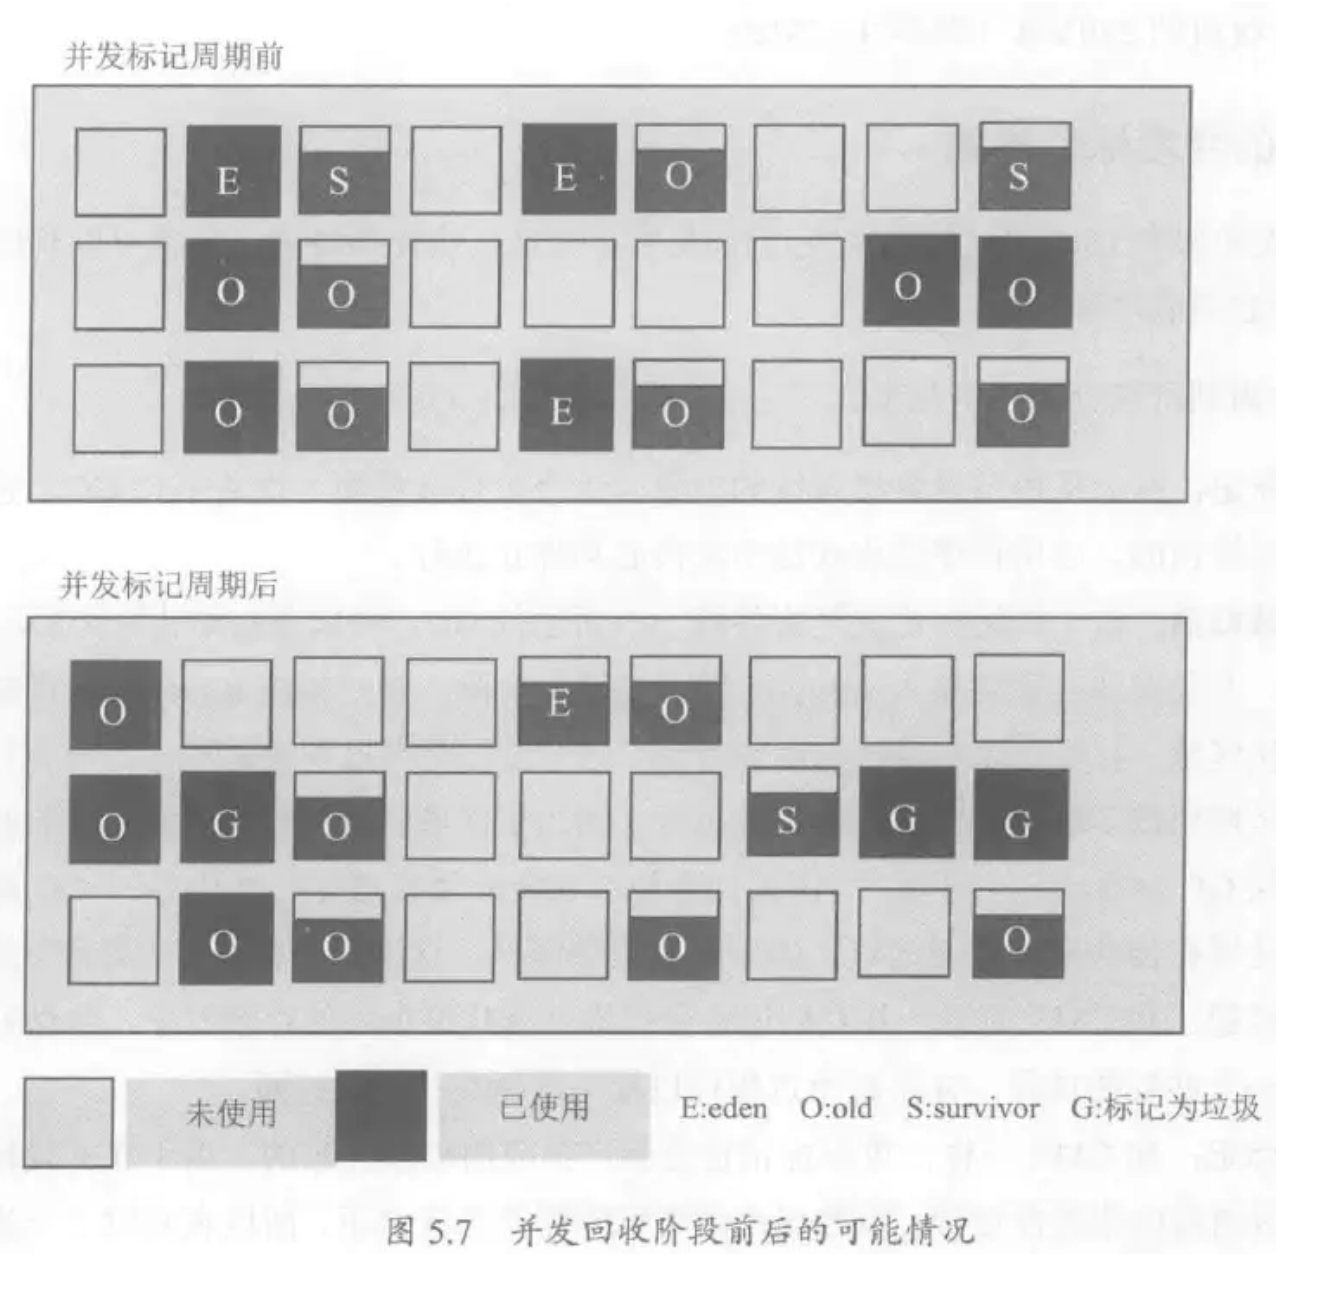 并发标记周期前
E S E O S
O O O O
O O E O O
并发标记周期后
O E O
O G O S G G
O O O O
未使用 已使用 E:eden O:old S:survivor G:标记为垃圾
图 5.7 并发回收阶段前后的可能情况